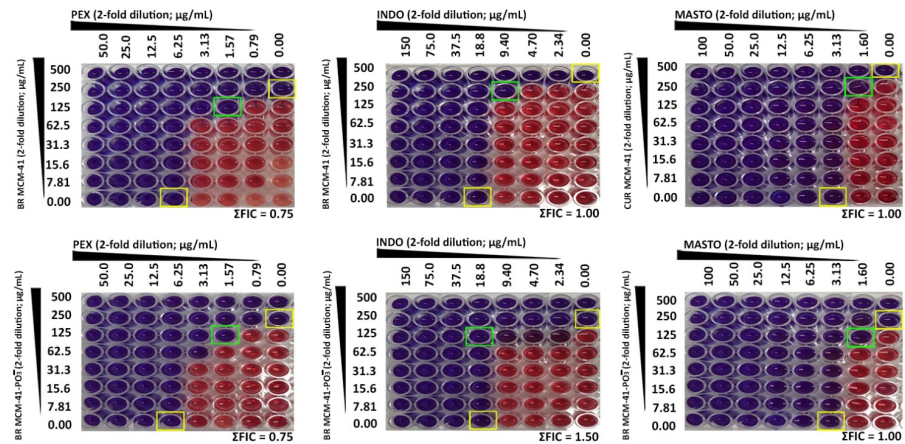 PEX (2-fold dilution; µg/mL)
50.0 25.0 12.5 6.25 3.13 1.57 0.79 0.00
BR MCM-41 (2-fold dilution; µg/mL)
500
250
125
62.5
31.3
15.6
7.81
0.00
ΣFIC = 0.75
INDO (2-fold dilution; µg/mL)
150 75.0 37.5 18.8 9.40 4.70 2.34 0.00
BR MCM-41 (2-fold dilution; µg/mL)
500
250
125
62.5
31.3
15.6
7.81
0.00
ΣFIC = 1.00
MASTO (2-fold dilution; µg/mL)
100 50.0 25.0 12.5 6.25 3.13 1.60 0.00
CUR MCM-41 (2-fold dilution; µg/mL)
500
250
125
62.5
31.3
15.6
7.81
0.00
ΣFIC = 1.00
PEX (2-fold dilution; µg/mL)
50.0 25.0 12.5 6.25 3.13 1.57 0.79 0.00
BR MCM-41-PO3̄ (2-fold dilution; µg/mL)
500
250
125
62.5
31.3
15.6
7.81
0.00
ΣFIC = 0.75
INDO (2-fold dilution; µg/mL)
150 75.0 37.5 18.8 9.40 4.70 2.34 0.00
BR MCM-41-PO3̄ (2-fold dilution; µg/mL)
500
250
125
62.5
31.3
15.6
7.81
0.00
ΣFIC = 1.50
MASTO (2-fold dilution; µg/mL)
100 50.0 25.0 12.5 6.25 3.13 1.60 0.00
BR MCM-41-PO3̄ (2-fold dilution; µg/mL)
500
250
125
62.5
31.3
15.6
7.81
0.00
ΣFIC = 1.00